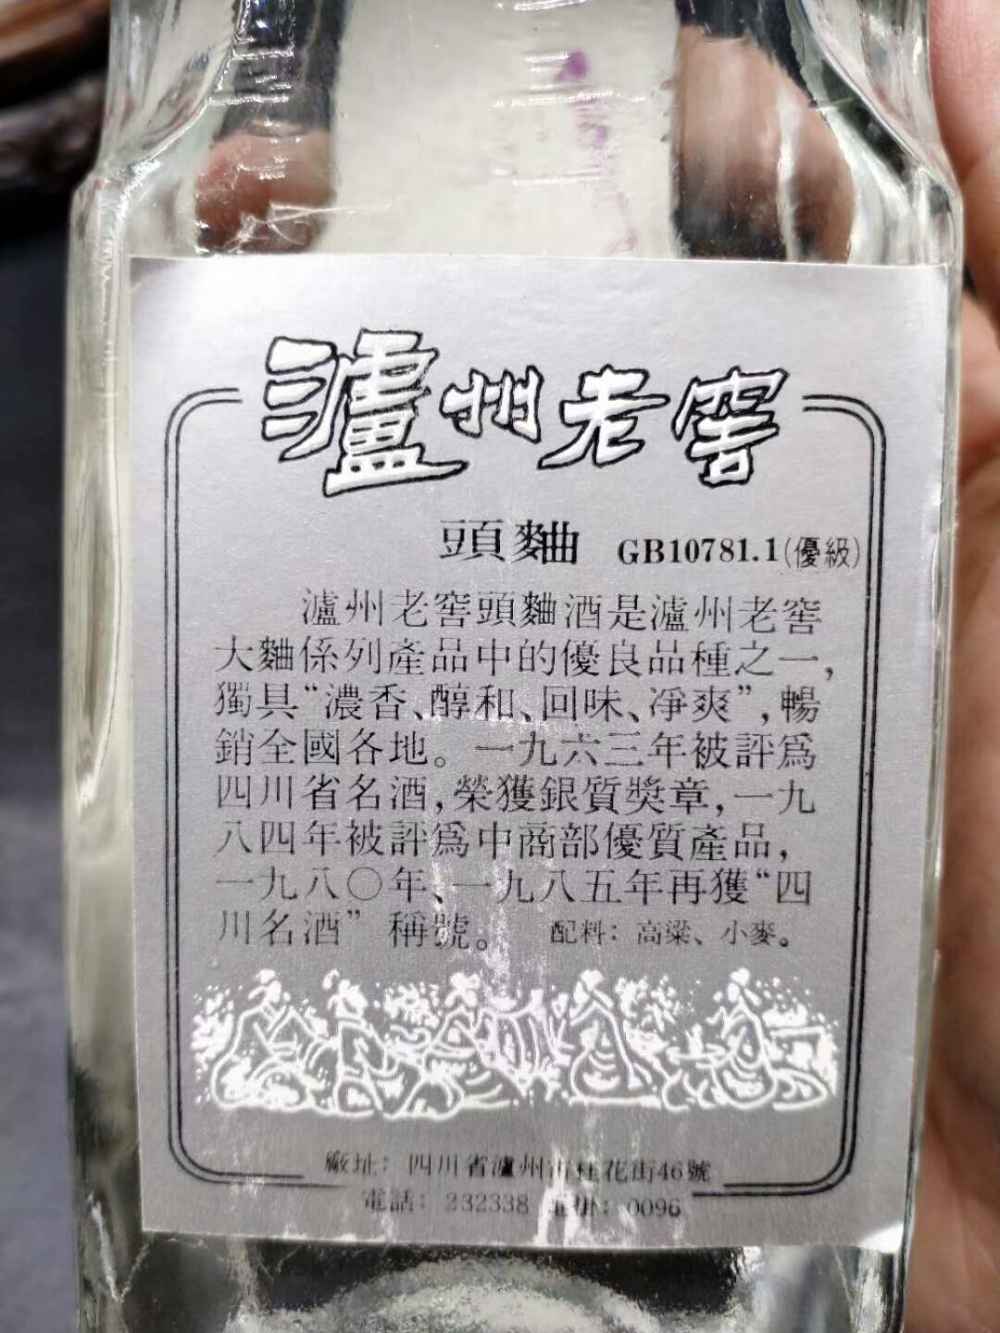 瀘州老窖
頭麯 GB10781.1(優級)
瀘州老窖頭麯酒是瀘州老窖
大麯係列產品中的優良品種之一,
獨具“濃香、醇和、回味、凈爽”,暢
銷全國各地。一九六三年被評爲
四川省名酒,榮獲銀質獎章,一九
八四年被評爲中商部優質產品,
一九八〇年、一九八五年再獲“四
川名酒”稱號。 配料:高粱、小麥。
廠址:四川省瀘州市桂花街46號
電話:232338 電掛:0096